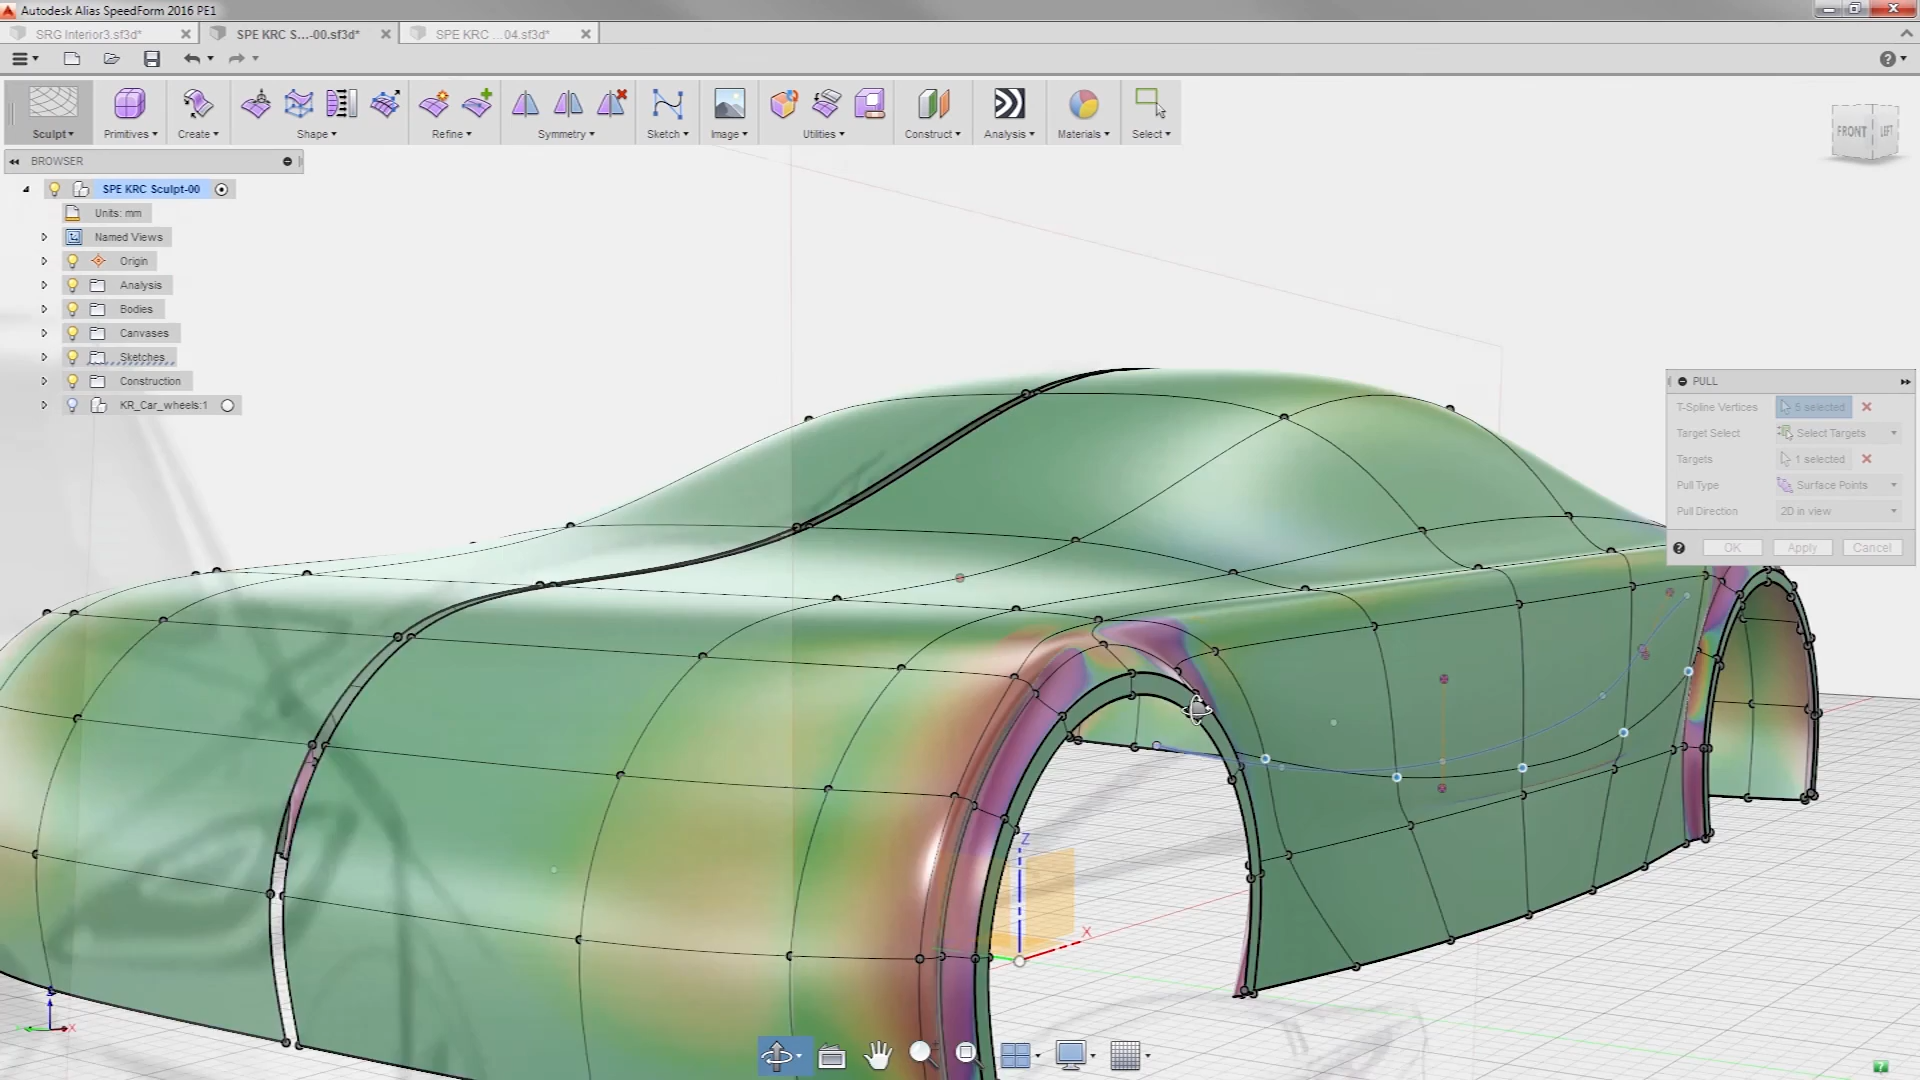 Autodesk Alias SpeedForm 2016 PE1
SRG Interior3.sf3d*
SPE KRC S...-00.sf3d*
SPE KRC ...04.sf3d*
Sculpt
Primitives
Create
Shape
Refine
Symmetry
Sketch
Image
Utilities
Construct
Analysis
Materials
Select
FRONT
LEFT
BROWSER
SPE KRC Sculpt-00
Units: mm
Named Views
Origin
Analysis
Bodies
Canvases
Sketches
Construction
KR_Car_wheels:1
PULL
T-Spline Vertices
5 selected
Target Select
Select Targets
Targets
1 selected
Pull Type
Surface Points
Pull Direction
2D in view
OK
Apply
Cancel
Z
X
X